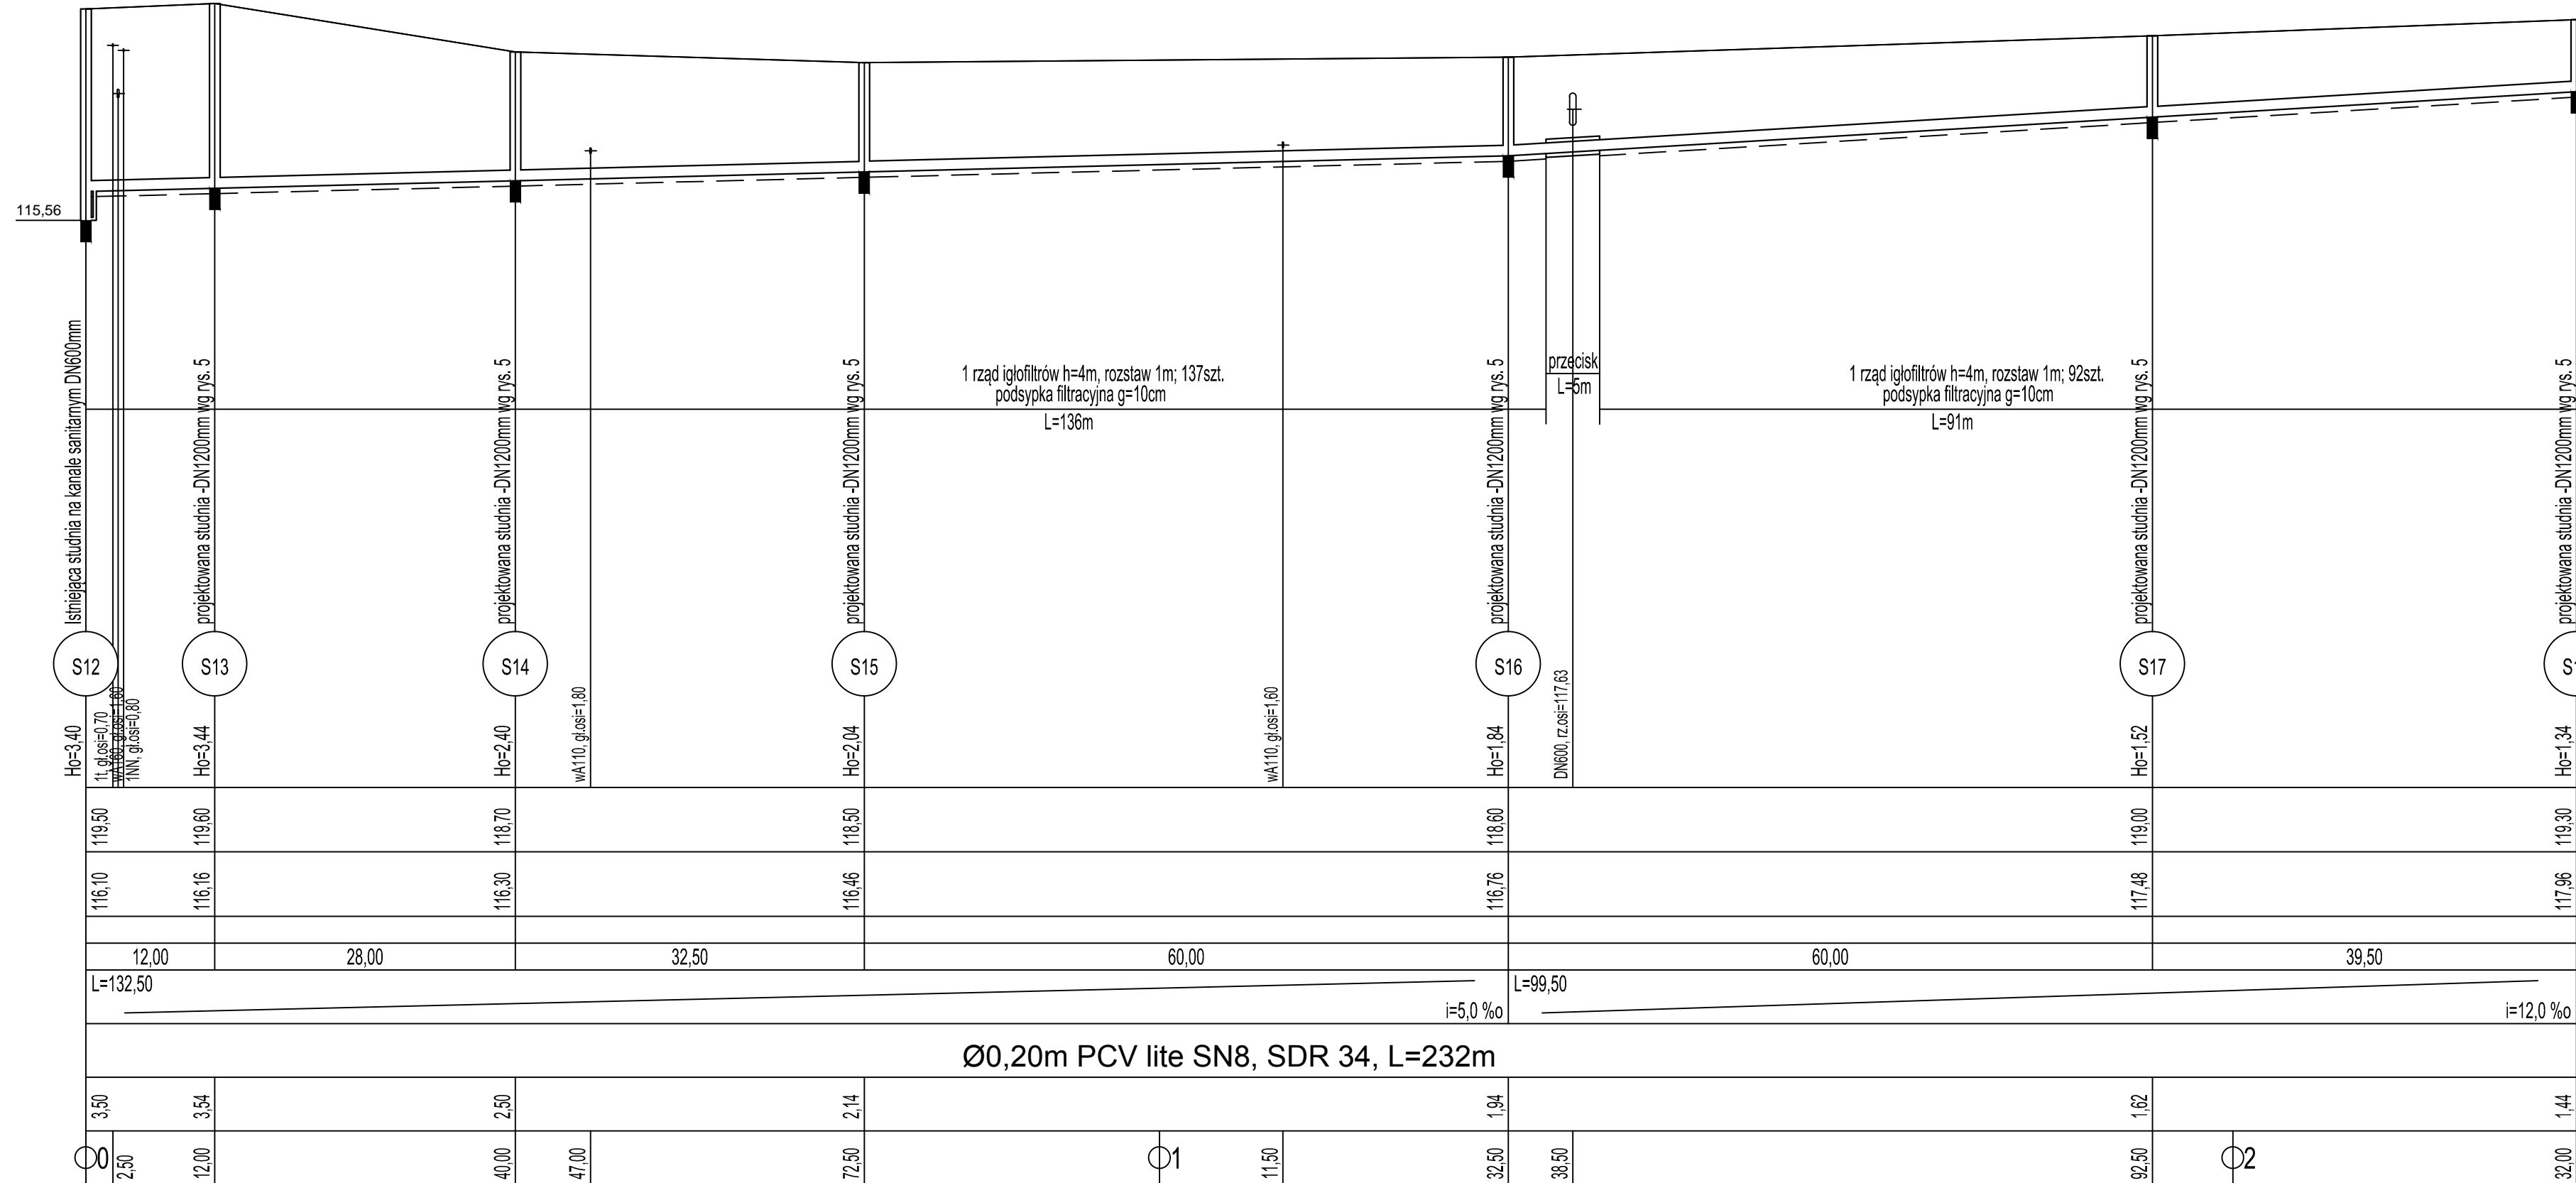 115,56
Istniejąca studnia na kanale sanitarnym DN600mm
projektowana studnia -DN1200mm wg rys. 5
projektowana studnia -DN1200mm wg rys. 5
projektowana studnia -DN1200mm wg rys. 5
1 rząd igłofiltrów h=4m, rozstaw 1m; 137szt.
podsypka filtracyjna g=10cm
L=136m
projektowana studnia -DN1200mm wg rys. 5
przecisk
L=5m
1 rząd igłofiltrów h=4m, rozstaw 1m; 92szt.
podsypka filtracyjna g=10cm
L=91m
projektowana studnia -DN1200mm wg rys. 5
projektowana studnia -DN1200mm wg rys. 5
S12
S13
S14
S15
S16
S17
Ho=3,40
1t, gł.osi=0,70
wA160, gł.osi=1,60
1NN, gł.osi=0,80
Ho=3,44
Ho=2,40
wA110, gł.osi=1,80
Ho=2,04
wA110, gł.osi=1,60
Ho=1,84
DN600, rz.osi=117,63
Ho=1,52
Ho=1,34
119,50
119,60
118,70
118,50
118,60
119,00
119,30
116,10
116,16
116,30
116,46
116,76
117,48
117,96
12,00
28,00
32,50
60,00
60,00
39,50
L=132,50
i=5,0 %o
L=99,50
i=12,0 %o
Ø0,20m PCV lite SN8, SDR 34, L=232m
3,50
3,54
2,50
2,14
1,94
1,62
1,44
0
2,50
12,00
40,00
47,00
72,50
1
11,50
32,50
38,50
92,50
2
32,00